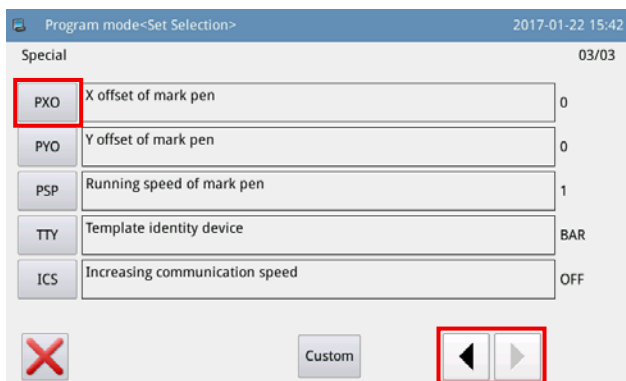 Program mode<Set Selection> 2017-01-22 15:42
Special 03/03
PXO X offset of mark pen 0
PYO Y offset of mark pen 0
PSP Running speed of mark pen 1
TTY Template identity device BAR
ICS Increasing communication speed OFF
Custom